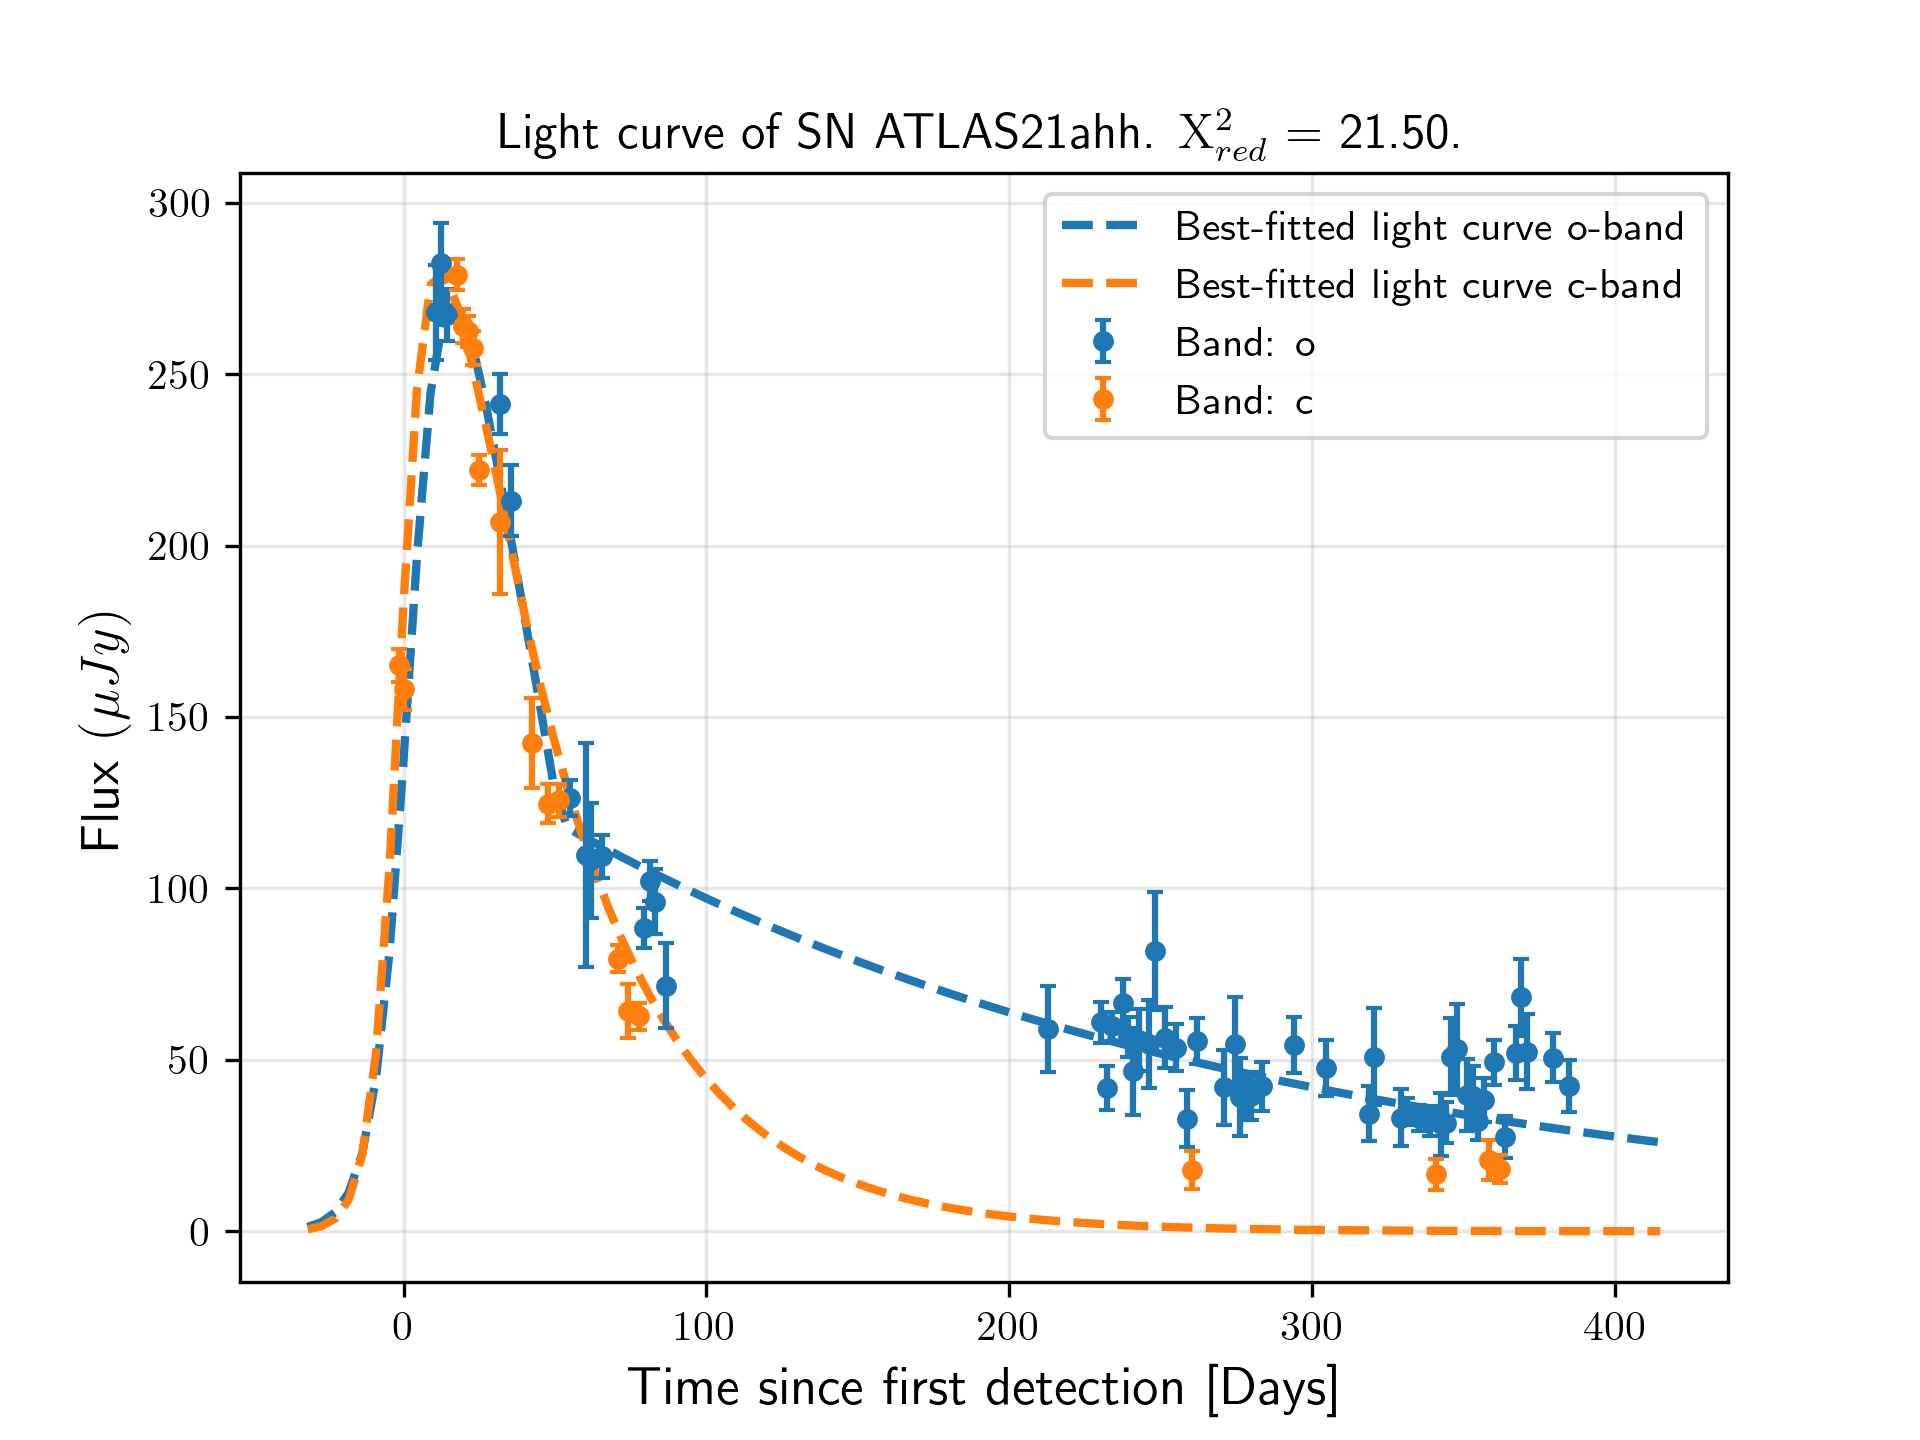 Light curve of SN ATLAS21ahh. X²_red = 21.50.
Best-fitted light curve o-band
Best-fitted light curve c-band
Band: o
Band: c
300
250
200
150
100
50
0
Flux (μJy)
0 100 200 300 400
Time since first detection [Days]